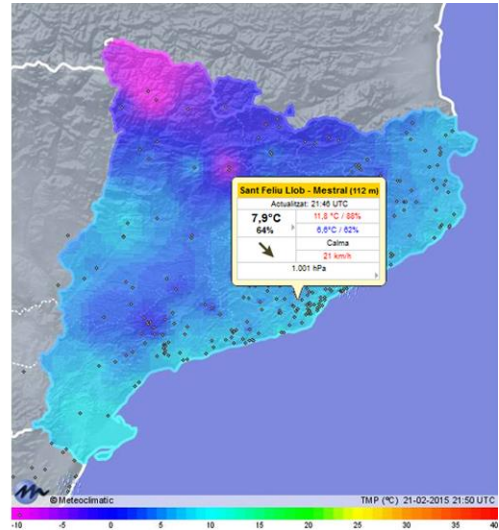 Sant Feliu Llob - Mestral (112 m)
Actualitzat: 21:46 UTC
7,9°C
64%
11,8 °C / 88%
6,6°C / 62%
Calma
21 km/h
1.001 hPa
© Meteoclimatic
TMP (ºC) 21-02-2015 21:50 UTC
-10 -5 0 5 10 15 20 25 30 35 40